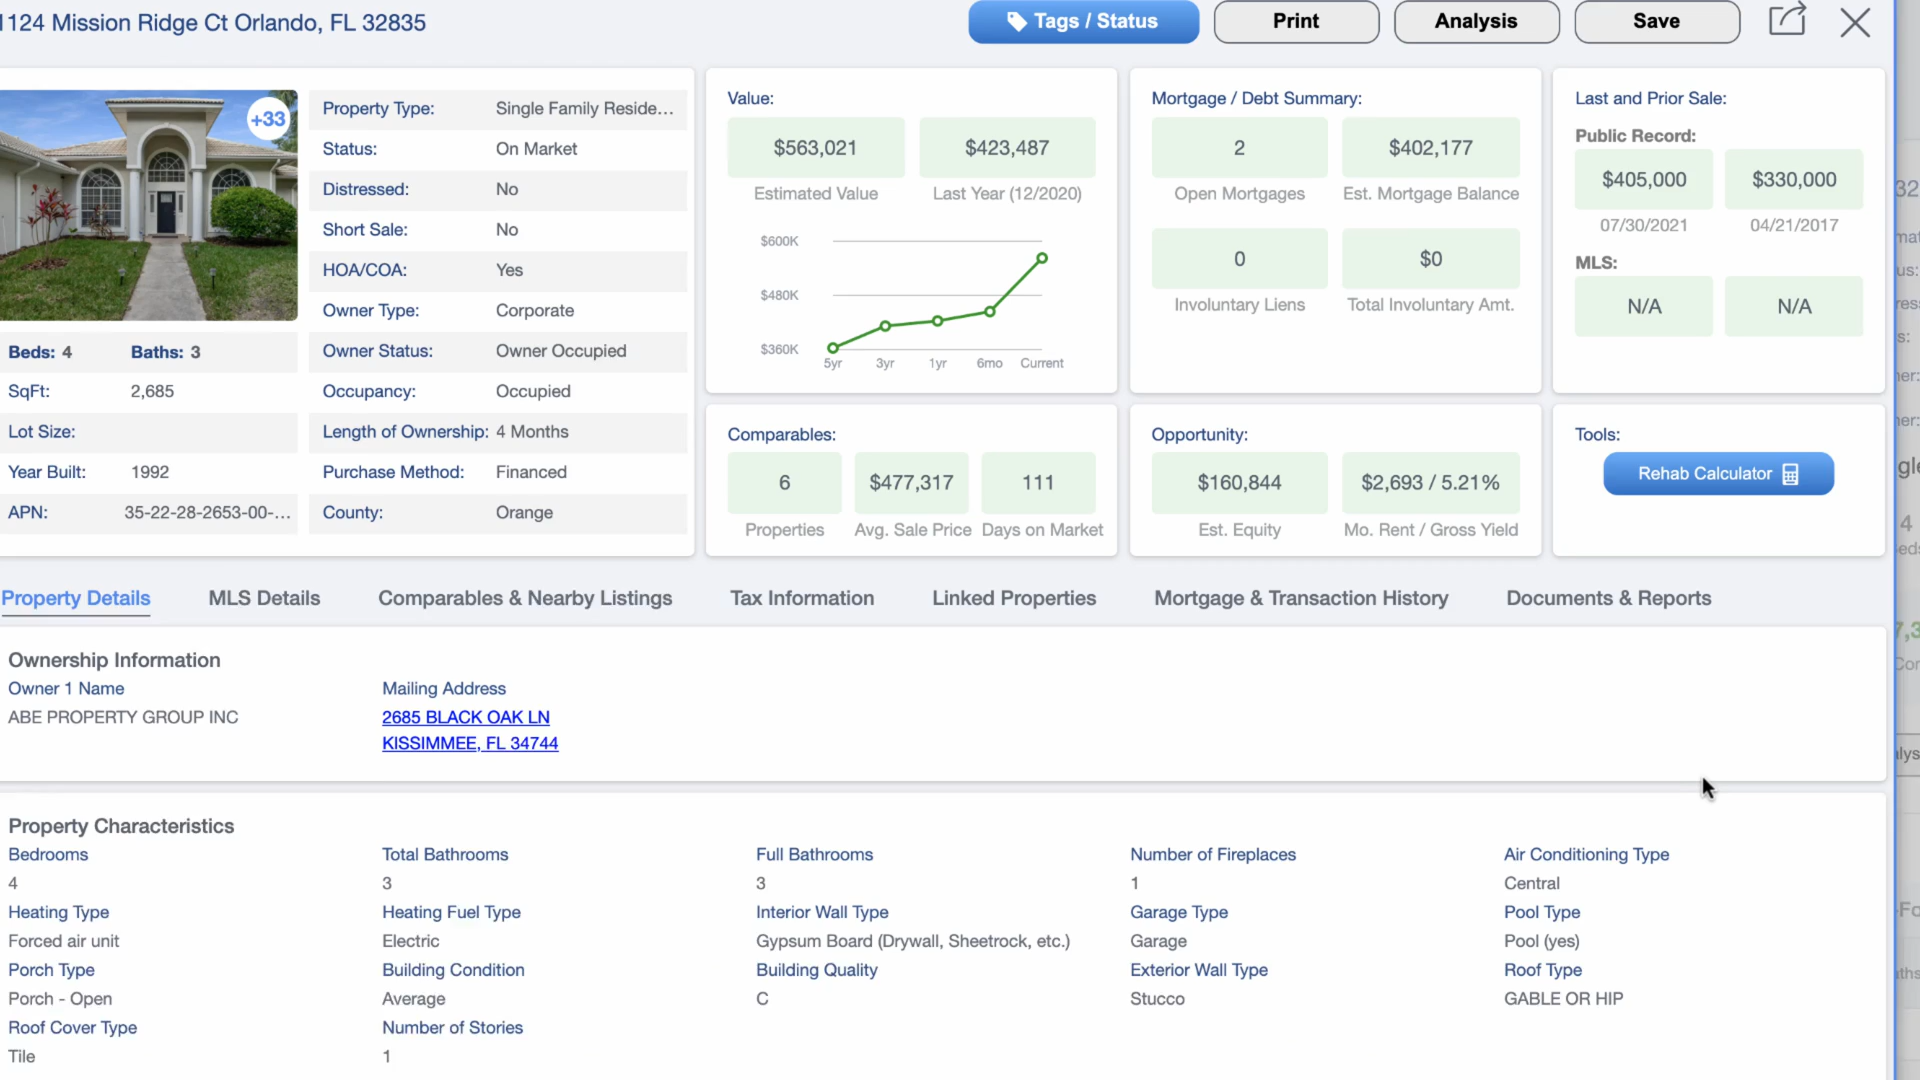 1124 Mission Ridge Ct Orlando, FL 32835
Tags / Status
Print
Analysis
Save
+33
Beds: 4 Baths: 3
SqFt: 2,685
Lot Size:
Year Built: 1992
APN: 35-22-28-2653-00-...
Property Type: Single Family Reside...
Status: On Market
Distressed: No
Short Sale: No
HOA/COA: Yes
Owner Type: Corporate
Owner Status: Owner Occupied
Occupancy: Occupied
Length of Ownership: 4 Months
Purchase Method: Financed
County: Orange
Value:
$563,021 $423,487
Estimated Value Last Year (12/2020)
$600K
$480K
$360K
5yr 3yr 1yr 6mo Current
Mortgage / Debt Summary:
2 $402,177
Open Mortgages Est. Mortgage Balance
0 $0
Involuntary Liens Total Involuntary Amt.
Last and Prior Sale:
Public Record:
$405,000 $330,000
07/30/2021 04/21/2017
MLS:
N/A N/A
Comparables:
6 $477,317 111
Properties Avg. Sale Price Days on Market
Opportunity:
$160,844 $2,693 / 5.21%
Est. Equity Mo. Rent / Gross Yield
Tools:
Rehab Calculator
Property Details MLS Details Comparables & Nearby Listings Tax Information Linked Properties Mortgage & Transaction History Documents & Reports
Ownership Information
Owner 1 Name Mailing Address
ABE PROPERTY GROUP INC 2685 BLACK OAK LN
KISSIMMEE, FL 34744
Property Characteristics
Bedrooms Total Bathrooms Full Bathrooms Number of Fireplaces Air Conditioning Type
4 3 3 1 Central
Heating Type Heating Fuel Type Interior Wall Type Garage Type Pool Type
Forced air unit Electric Gypsum Board (Drywall, Sheetrock, etc.) Garage Pool (yes)
Porch Type Building Condition Building Quality Exterior Wall Type Roof Type
Porch - Open Average C Stucco GABLE OR HIP
Roof Cover Type Number of Stories
Tile 1